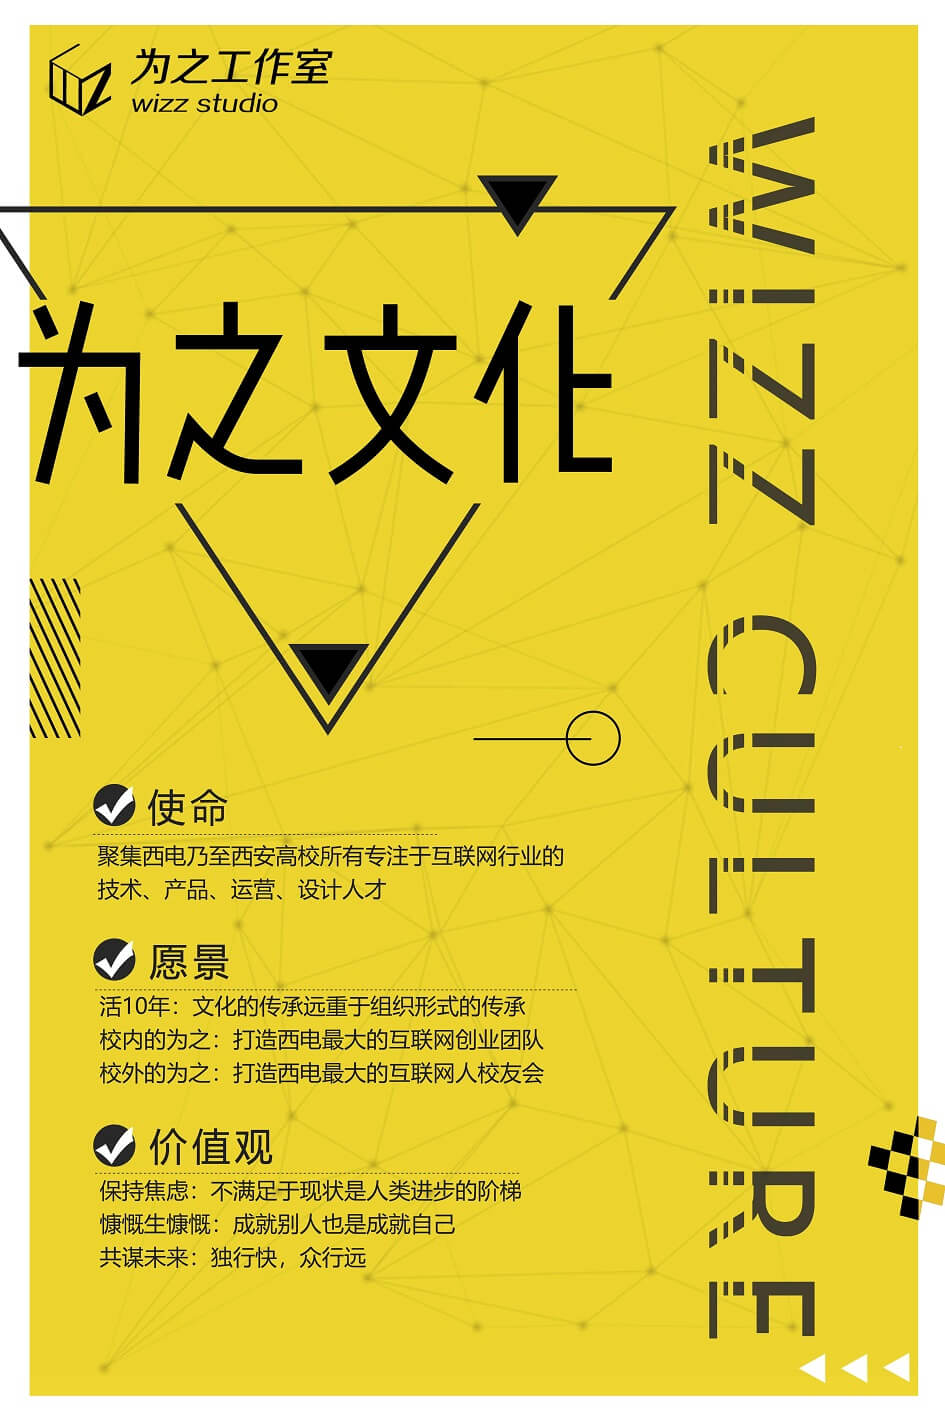 为之工作室
wizz studio
为之文化
WIZZ CULTURE
使命
聚集西电乃至西安高校所有专注于互联网行业的
技术、产品、运营、设计人才
愿景
活10年：文化的传承远重于组织形式的传承
校内的为之：打造西电最大的互联网创业团队
校外的为之：打造西电最大的互联网人校友会
价值观
保持焦虑：不满足于现状是人类进步的阶梯
慷慨生慷慨：成就别人也是成就自己
共谋未来：独行快，众行远